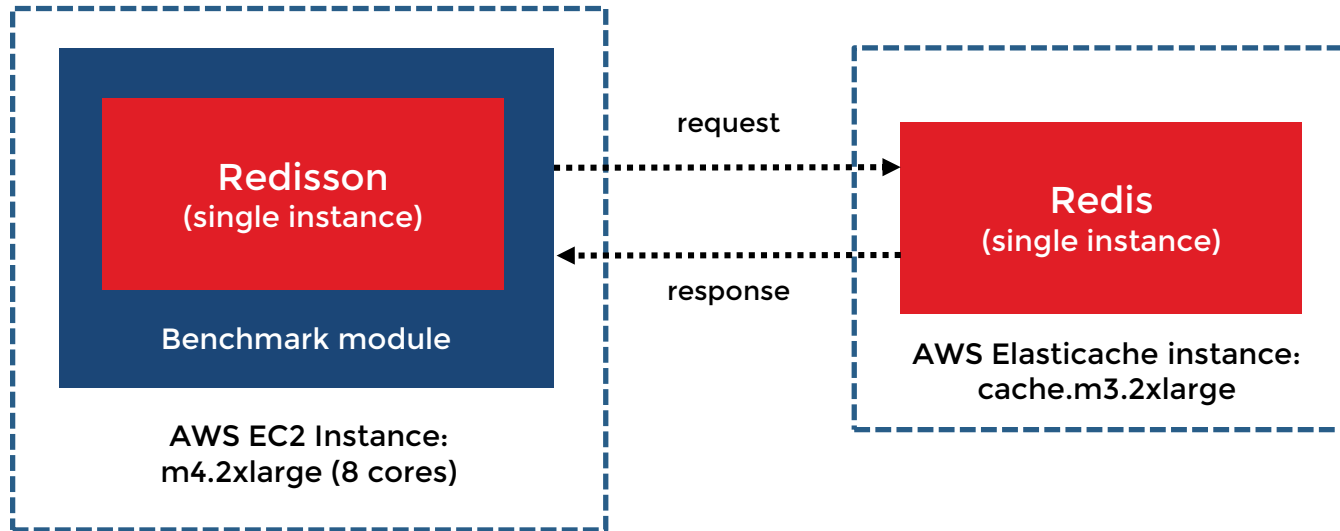 Redisson
(single instance)
Benchmark module
AWS EC2 Instance:
m4.2xlarge (8 cores)
request
response
Redis
(single instance)
AWS Elasticache instance:
cache.m3.2xlarge